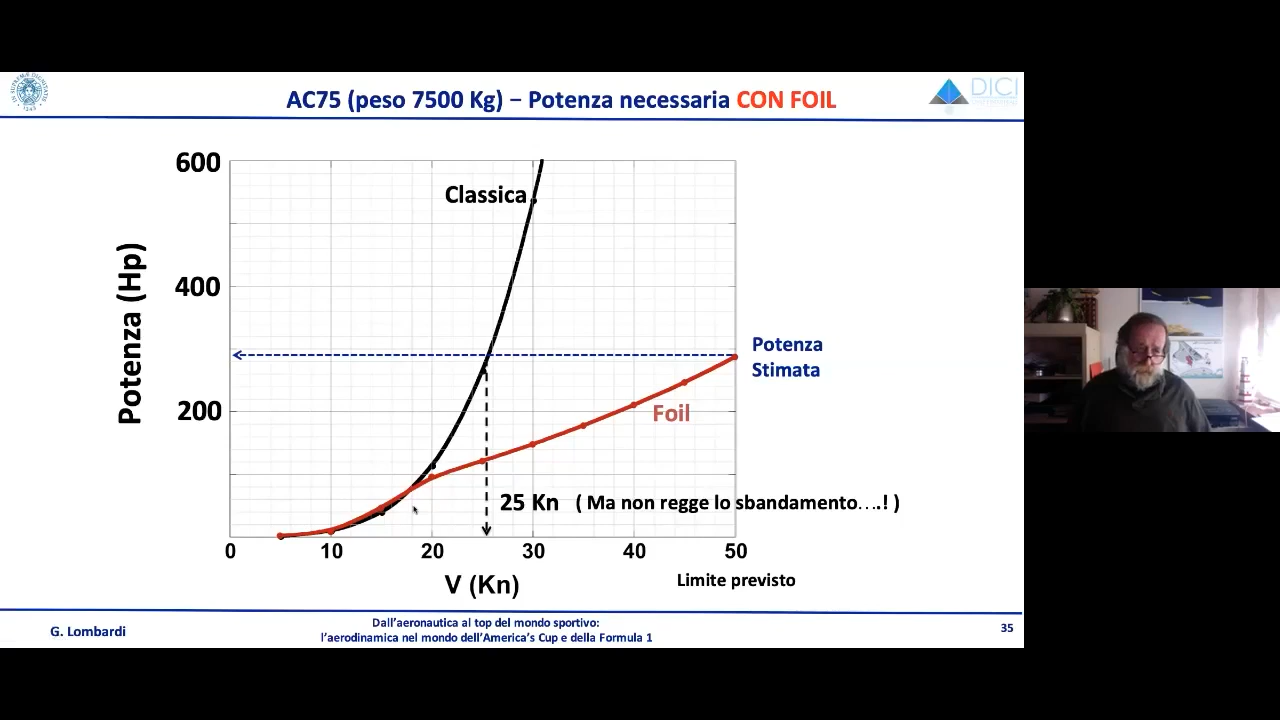 AC75 (peso 7500 Kg) – Potenza necessaria CON FOIL
DICI
600
400
200
Potenza (Hp)
Classica
Potenza
Stimata
Foil
25 Kn ( Ma non regge lo sbandamento….! )
0 10 20 30 40 50
V (Kn)
Limite previsto
G. Lombardi
Dall'aeronautica al top del mondo sportivo:
l'aerodinamica nel mondo dell'America's Cup e della Formula 1
35